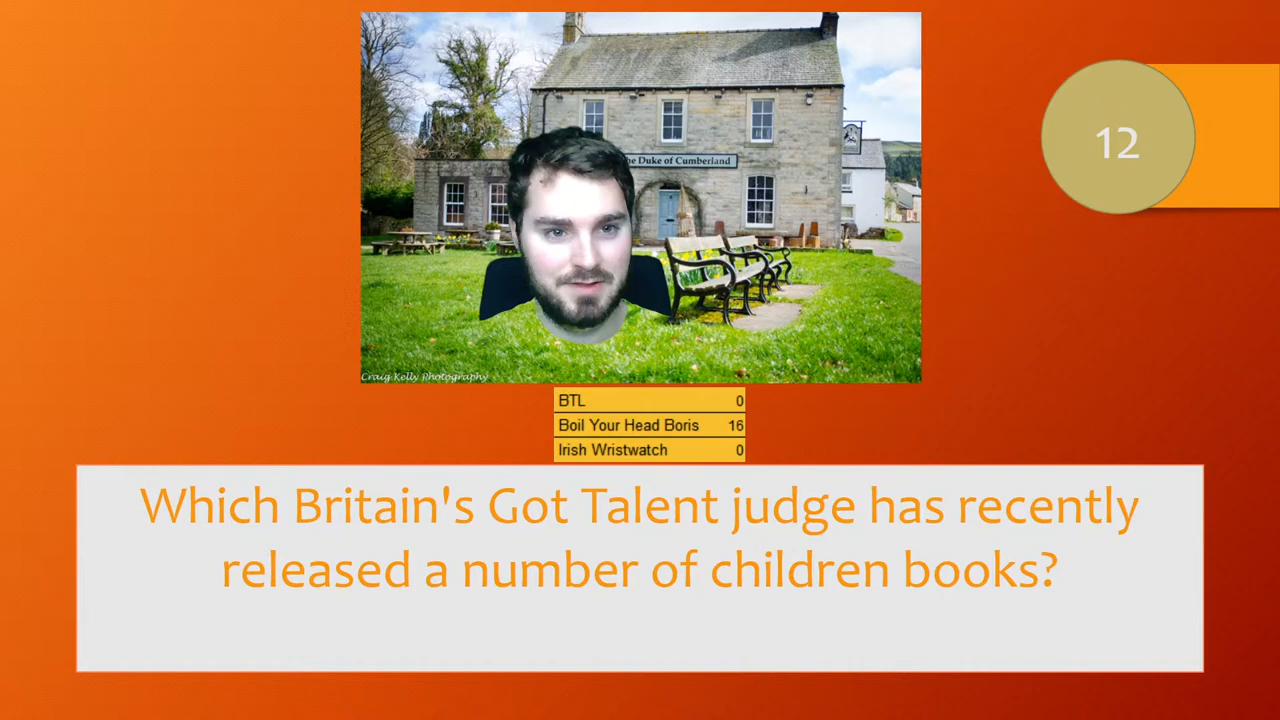 12
The Duke of Cumberland
Craig Kelly Photography
BTL 0
Boil Your Head Boris 16
Irish Wristwatch 0
Which Britain's Got Talent judge has recently
released a number of children books?